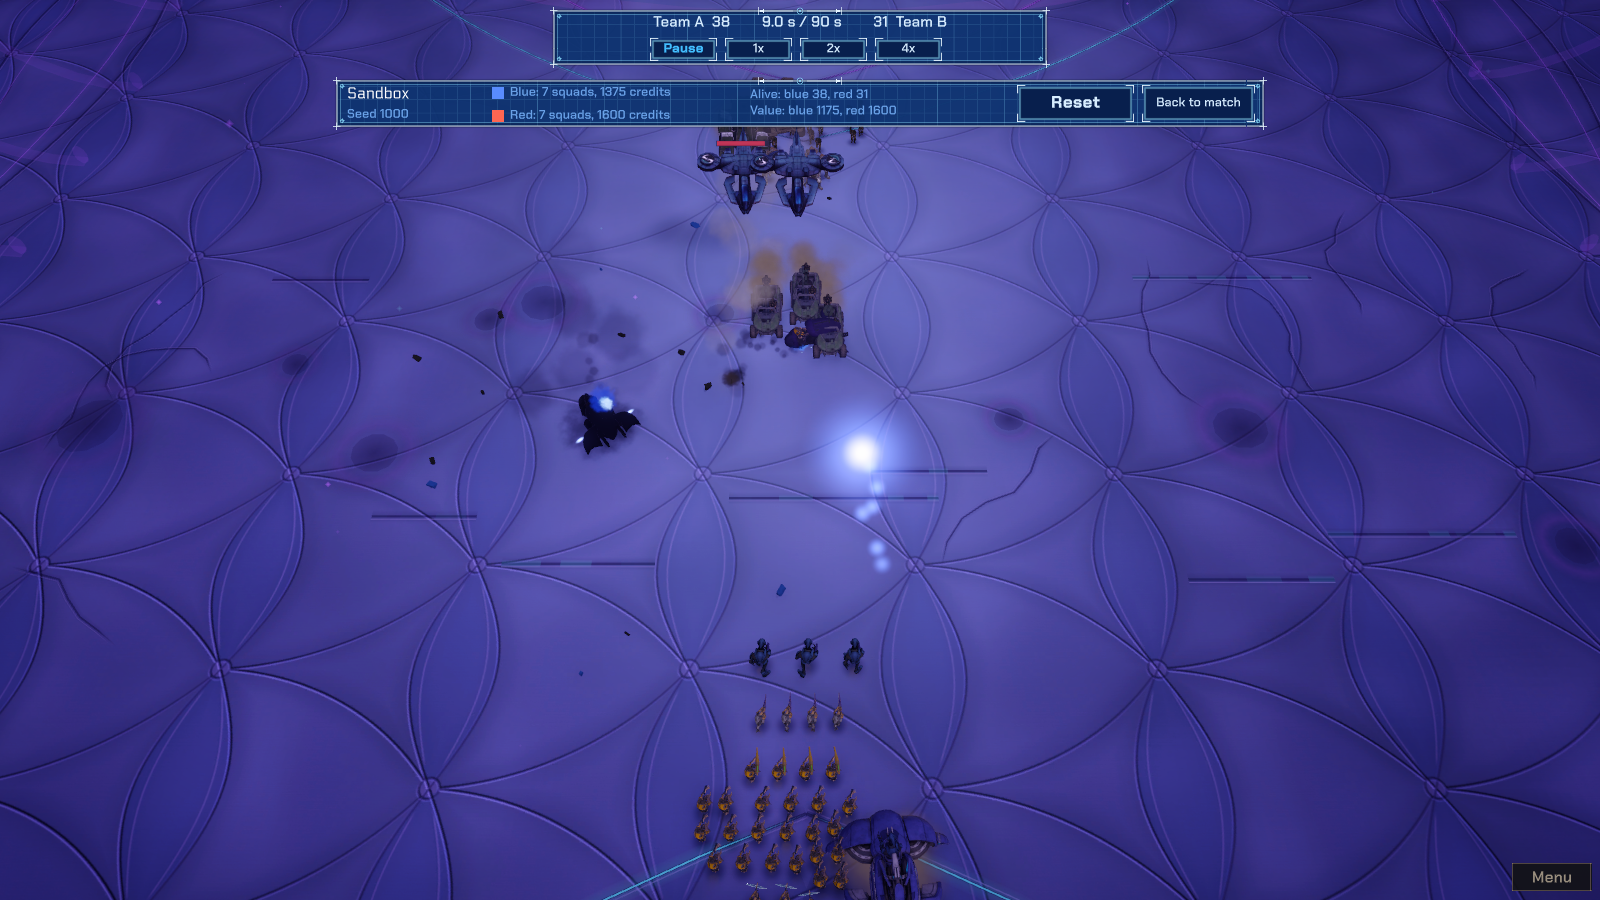 Team A 38 9.0 s / 90 s 31 Team B
Pause 1x 2x 4x
Sandbox
Seed 1000
Blue: 7 squads, 1375 credits
Red: 7 squads, 1600 credits
Alive: blue 38, red 31
Value: blue 1175, red 1600
Reset
Back to match
Menu